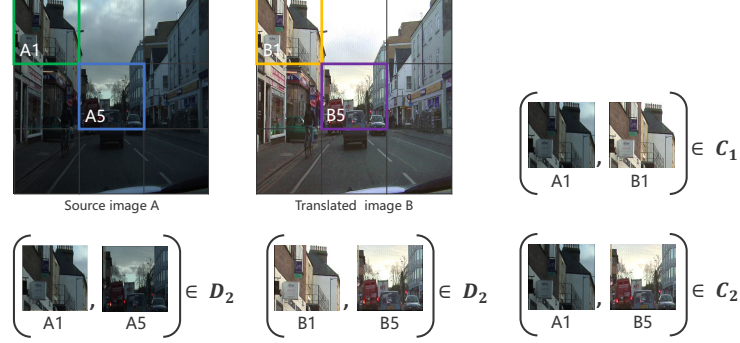 A1
A5
Source image A
B1
B5
Translated image B
( A1 , B1 ) ∈ C₁
( A1 , A5 ) ∈ D₂
( B1 , B5 ) ∈ D₂
( A1 , B5 ) ∈ C₂